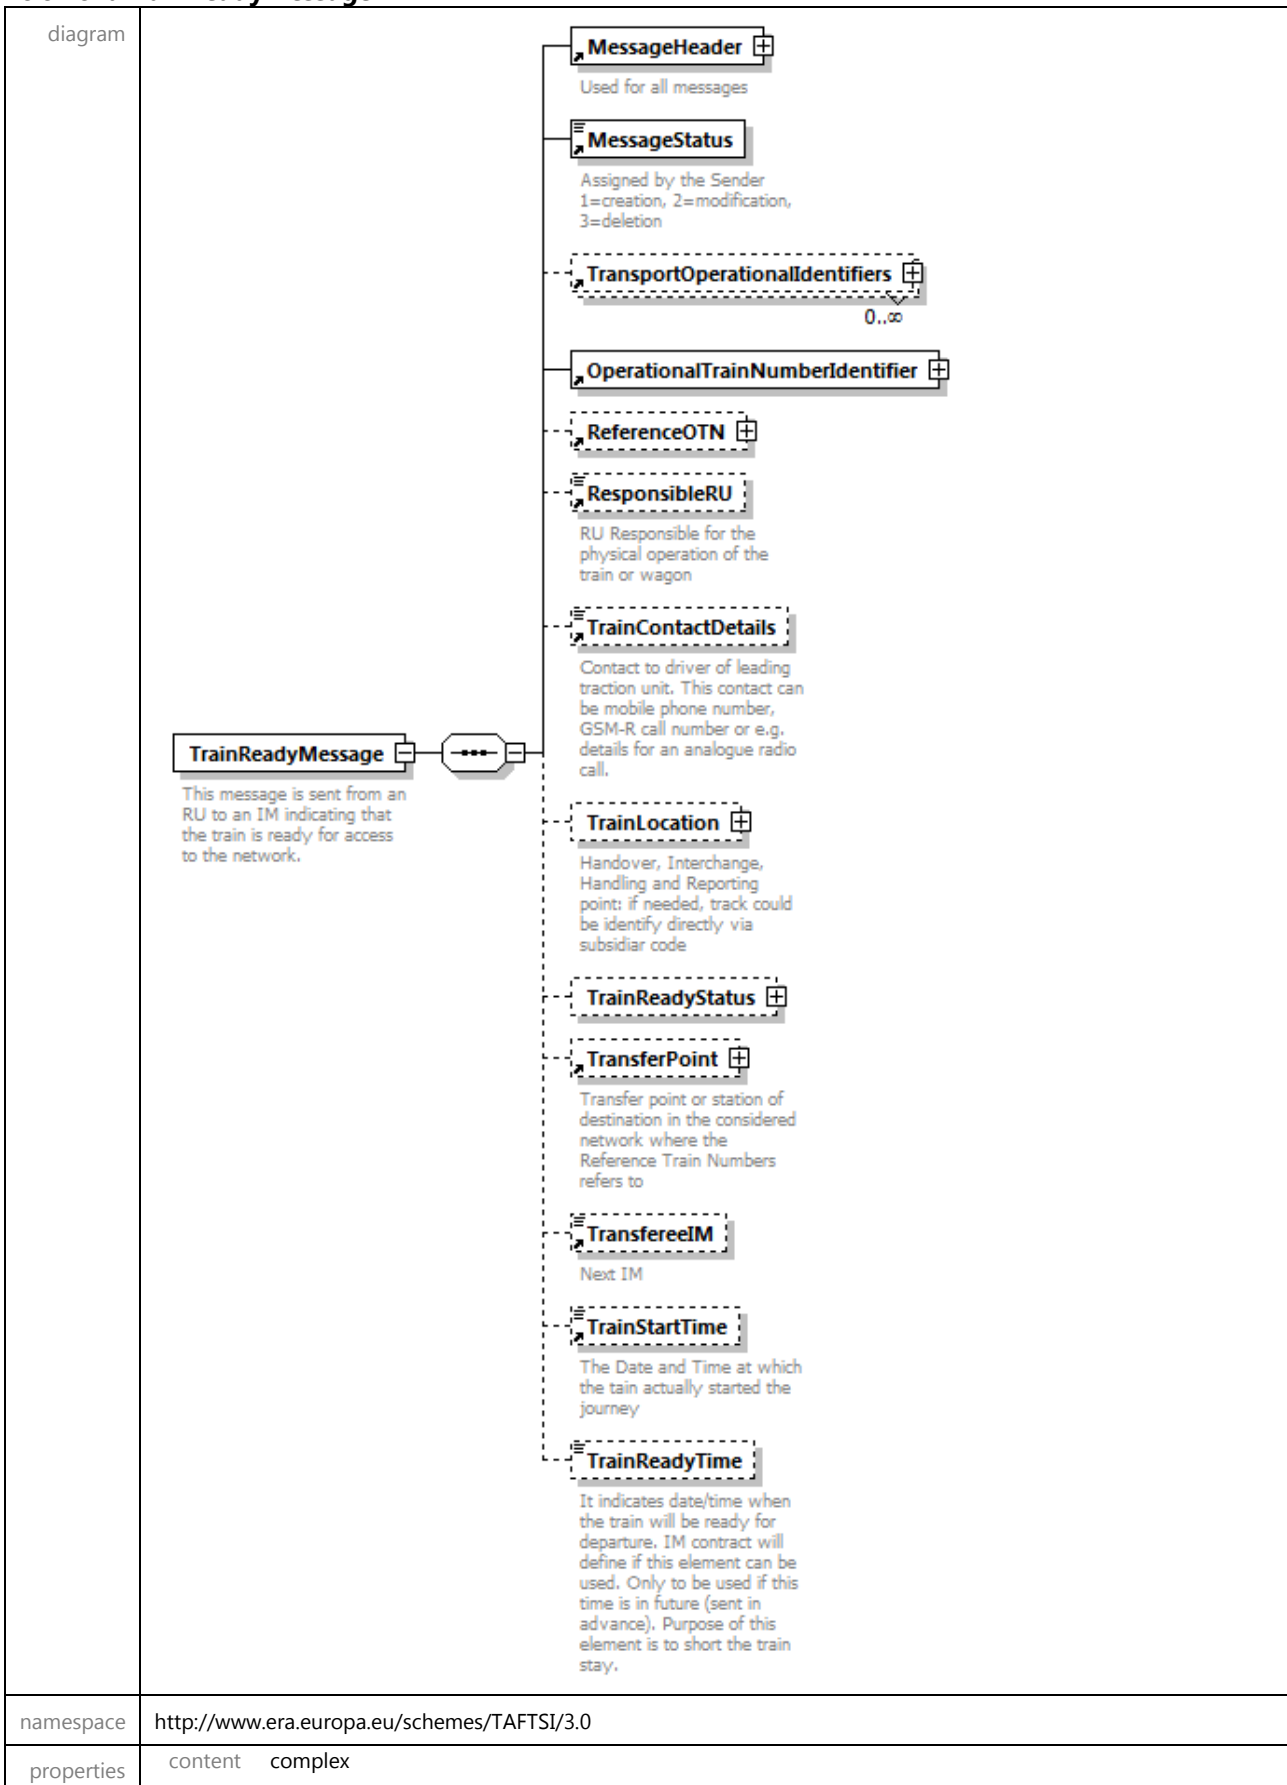 diagram
MessageHeader
Used for all messages
MessageStatus
Assigned by the Sender
1=creation, 2=modification,
3=deletion
TransportOperationalIdentifiers
0..∞
OperationalTrainNumberIdentifier
ReferenceOTN
ResponsibleRU
RU Responsible for the
physical operation of the
train or wagon
TrainContactDetails
Contact to driver of leading
traction unit. This contact can
be mobile phone number,
GSM-R call number or e.g.
details for an analogue radio
call.
TrainReadyMessage
This message is sent from an
RU to an IM indicating that
the train is ready for access
to the network.
TrainLocation
Handover, Interchange,
Handling and Reporting
point: if needed, track could
be identify directly via
subsidiar code
TrainReadyStatus
TransferPoint
Transfer point or station of
destination in the considered
network where the
Reference Train Numbers
refers to
TransfereeIM
Next IM
TrainStartTime
The Date and Time at which
the tain actually started the
journey
TrainReadyTime
It indicates date/time when
the train will be ready for
departure. IM contract will
define if this element can be
used. Only to be used if this
time is in future (sent in
advance). Purpose of this
element is to short the train
stay.
namespace http://www.era.europa.eu/schemes/TAFTSI/3.0
properties content complex